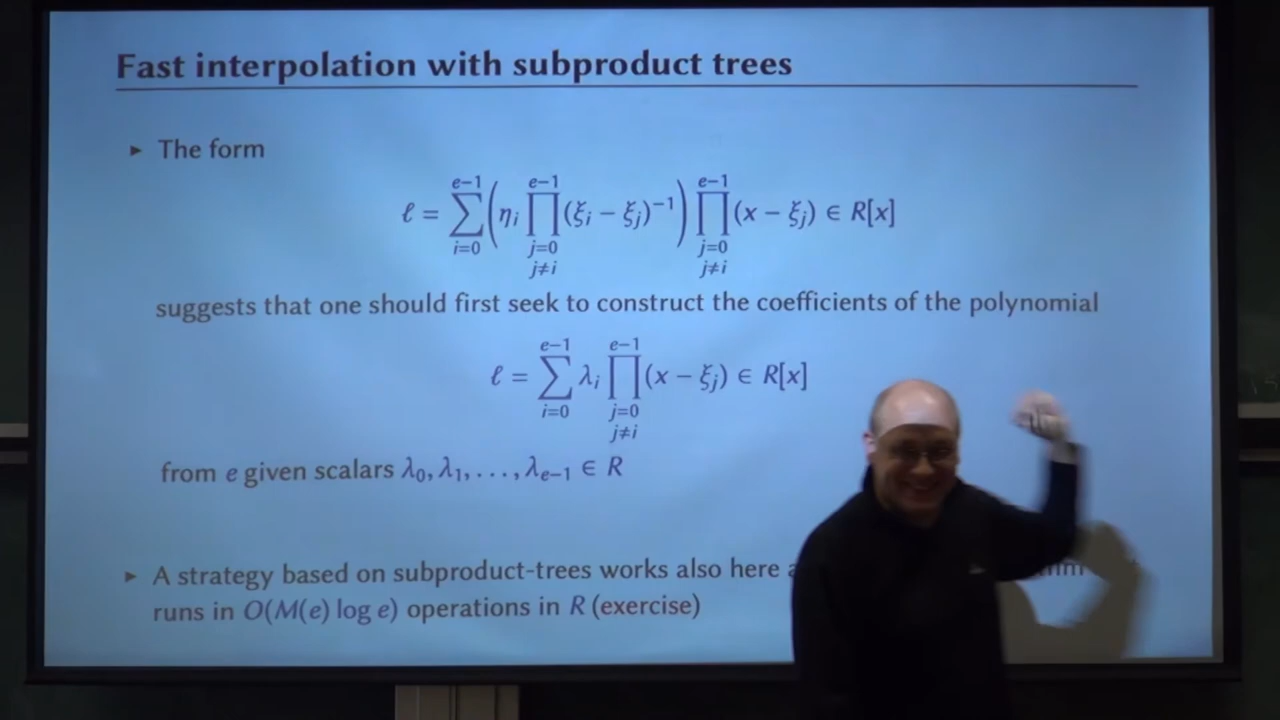 Fast interpolation with subproduct trees
▸ The form
ℓ = ∑_{i=0}^{e−1} (η_i ∏_{j=0, j≠i}^{e−1} (ξ_i − ξ_j)^{−1}) ∏_{j=0, j≠i}^{e−1} (x − ξ_j) ∈ R[x]
suggests that one should first seek to construct the coefficients of the polynomial
ℓ = ∑_{i=0}^{e−1} λ_i ∏_{j=0, j≠i}^{e−1} (x − ξ_j) ∈ R[x]
from e given scalars λ_0, λ_1, . . . , λ_{e−1} ∈ R
▸ A strategy based on subproduct-trees works also here
runs in O(M(e) log e) operations in R (exercise)